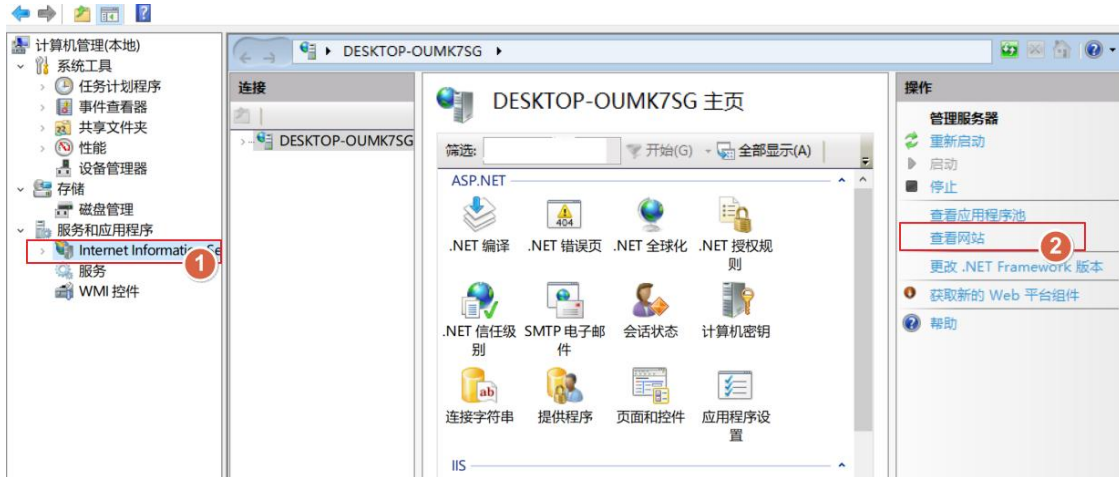 计算机管理(本地)
系统工具
任务计划程序
事件查看器
共享文件夹
性能
设备管理器
存储
磁盘管理
服务和应用程序
Internet Information Se
1
服务
WMI 控件
DESKTOP-OUMK7SG
连接
DESKTOP-OUMK7SG
DESKTOP-OUMK7SG 主页
筛选:
开始(G)
全部显示(A)
ASP.NET
404
.NET 编译
.NET 错误页
.NET 全球化
.NET 授权规
则
.NET 信任级
别
SMTP 电子邮
件
会话状态
计算机密钥
ab
连接字符串
提供程序
页面和控件
应用程序设
置
IIS
操作
管理服务器
重新启动
启动
停止
查看应用程序池
查看网站
2
更改 .NET Framework 版本
获取新的 Web 平台组件
帮助